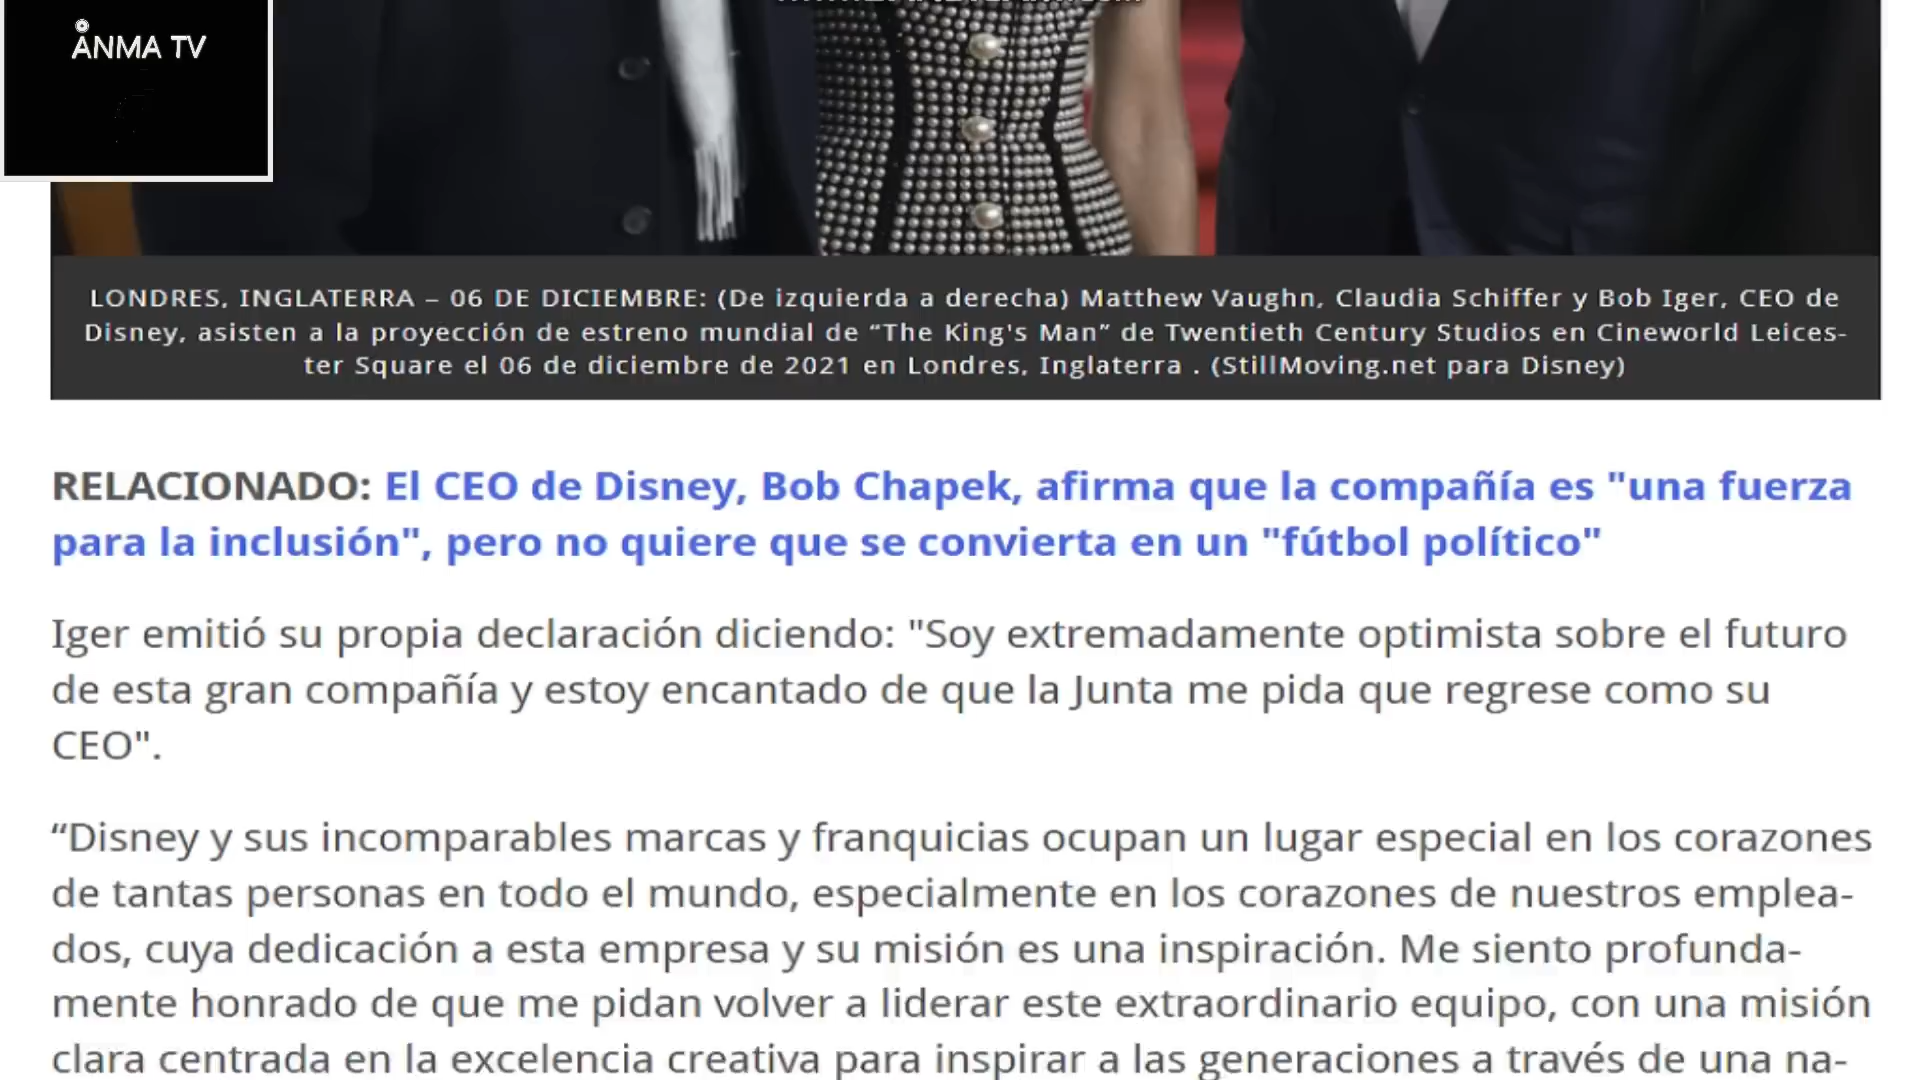 ANMA TV
LONDRES, INGLATERRA – 06 DE DICIEMBRE: (De izquierda a derecha) Matthew Vaughn, Claudia Schiffer y Bob Iger, CEO de
Disney, asisten a la proyección de estreno mundial de “The King's Man” de Twentieth Century Studios en Cineworld Leices-
ter Square el 06 de diciembre de 2021 en Londres, Inglaterra . (StillMoving.net para Disney)
RELACIONADO: El CEO de Disney, Bob Chapek, afirma que la compañía es "una fuerza
para la inclusión", pero no quiere que se convierta en un "fútbol político"
Iger emitió su propia declaración diciendo: "Soy extremadamente optimista sobre el futuro
de esta gran compañía y estoy encantado de que la Junta me pida que regrese como su
CEO".
“Disney y sus incomparables marcas y franquicias ocupan un lugar especial en los corazones
de tantas personas en todo el mundo, especialmente en los corazones de nuestros emplea-
dos, cuya dedicación a esta empresa y su misión es una inspiración. Me siento profunda-
mente honrado de que me pidan volver a liderar este extraordinario equipo, con una misión
clara centrada en la excelencia creativa para inspirar a las generaciones a través de una na-